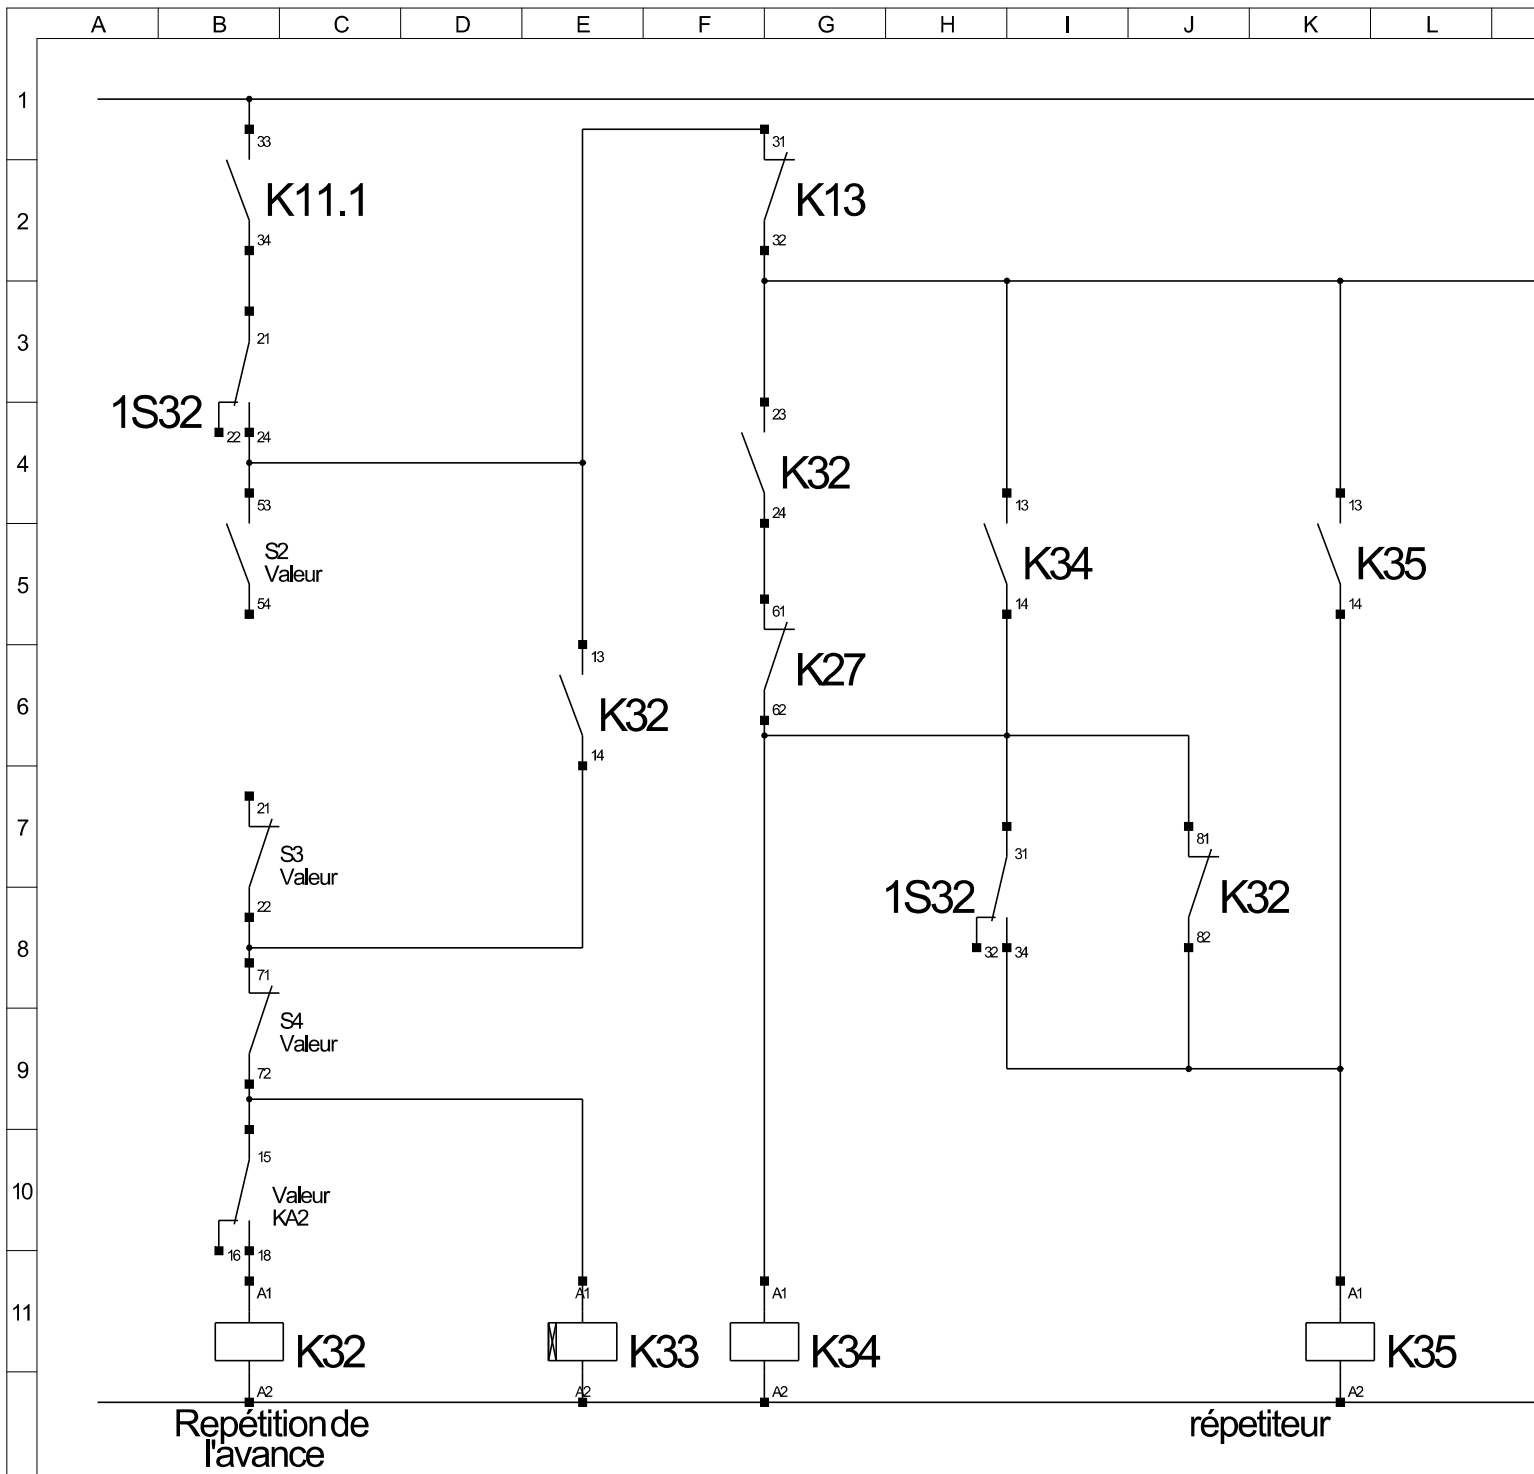 A B C D E F G H I J K L
1
33 31
K11.1 K13
2
34 32
3
21
1S32
22 24
23
4
K32
53 13 13
24
S2
Valeur
K34 K35
5
54 61 14 14
13
K27
6
K32
62
14
21
7
81
S3
Valeur
31
1S32 K32
22
82
32 34
8
71
S4
Valeur
9
72
15
10
Valeur
KA2
16 18
A1 A1 A1 A1
11
K32 K33 K34 K35
A2 A2 A2 A2
Repétition de
l'avance
répetiteur